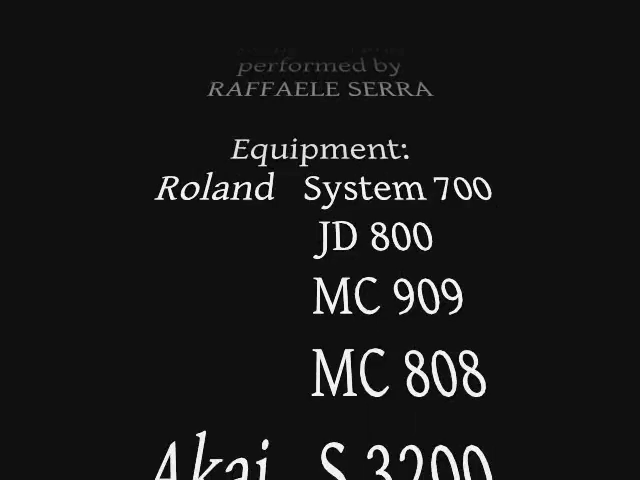 performed by
RAFFAELE SERRA
Equipment:
Roland System 700
JD 800
MC 909
MC 808
Akai S 3200